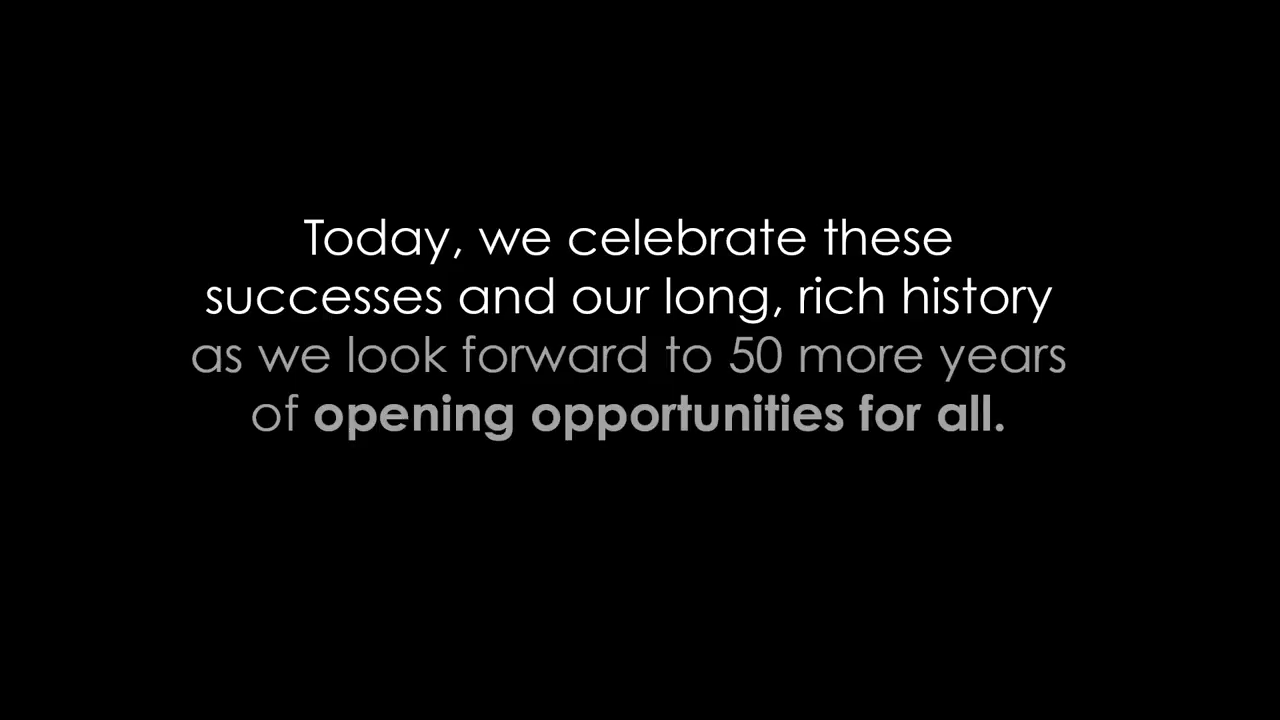 Today, we celebrate these
successes and our long, rich history
as we look forward to 50 more years
of opening opportunities for all.